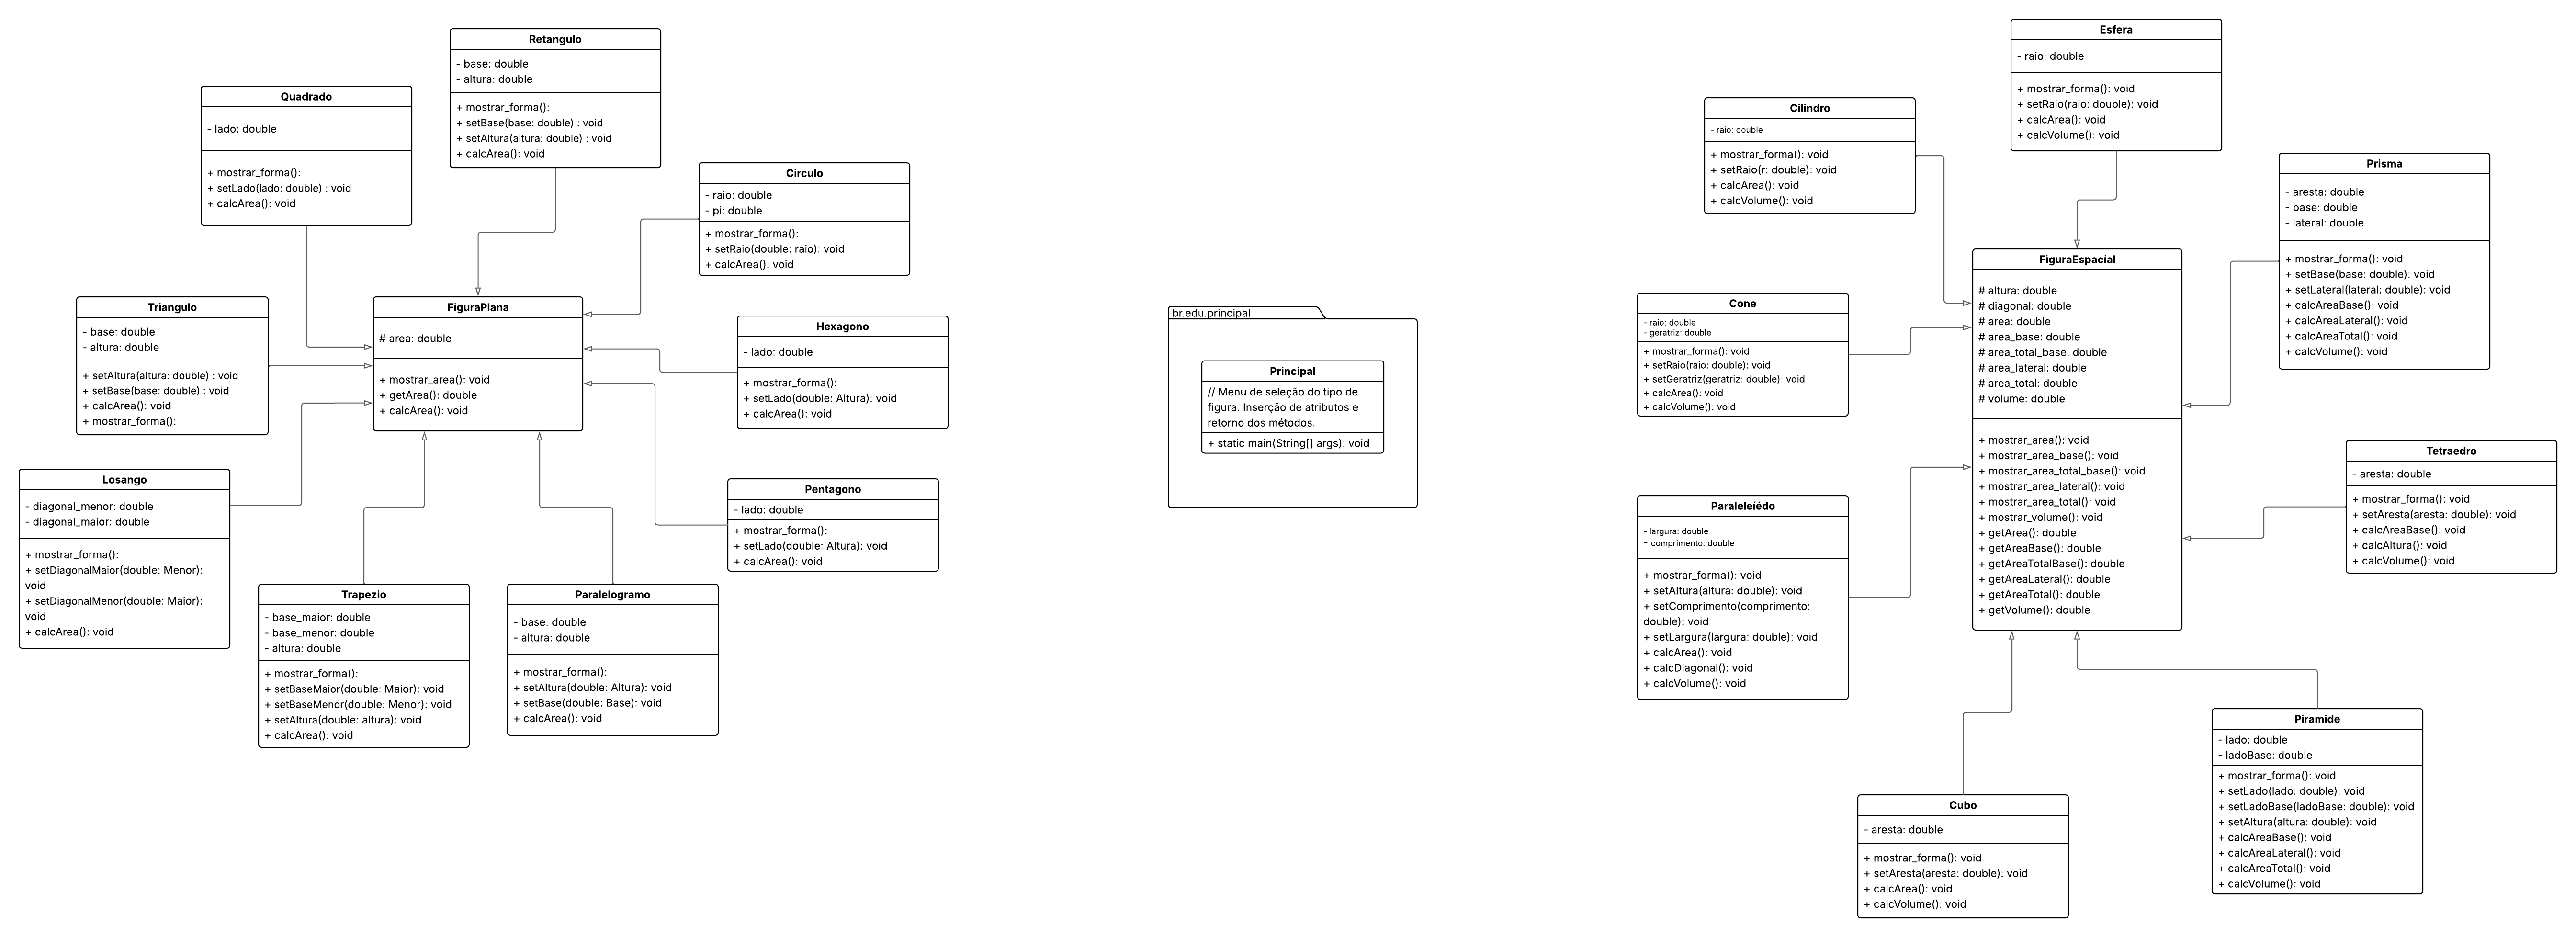 Retangulo
- base: double
- altura: double
+ mostrar_forma():
+ setBase(base: double) : void
+ setAltura(altura: double) : void
+ calcArea(): void
Quadrado
- lado: double
+ mostrar_forma():
+ setLado(lado: double) : void
+ calcArea(): void
Circulo
- raio: double
- pi: double
+ mostrar_forma():
+ setRaio(double: raio): void
+ calcArea(): void
Triangulo
- base: double
- altura: double
+ setAltura(altura: double) : void
+ setBase(base: double) : void
+ calcArea(): void
+ mostrar_forma():
FiguraPlana
# area: double
+ mostrar_area(): void
+ getArea(): double
+ calcArea(): void
Hexagono
- lado: double
+ mostrar_forma():
+ setLado(double: Altura): void
+ calcArea(): void
Losango
- diagonal_menor: double
- diagonal_maior: double
+ mostrar_forma():
+ setDiagonalMaior(double: Menor):
void
+ setDiagonalMenor(double: Maior):
void
+ calcArea(): void
Pentagono
- lado: double
+ mostrar_forma():
+ setLado(double: Altura): void
+ calcArea(): void
Trapezio
- base_maior: double
- base_menor: double
- altura: double
+ mostrar_forma():
+ setBaseMaior(double: Maior): void
+ setBaseMenor(double: Menor): void
+ setAltura(double: altura): void
+ calcArea(): void
Paralelogramo
- base: double
- altura: double
+ mostrar_forma():
+ setAltura(double: Altura): void
+ setBase(double: Base): void
+ calcArea(): void
br.edu.principal
Principal
// Menu de seleção do tipo de
figura. Inserção de atributos e
retorno dos métodos.
+ static main(String[] args): void
Esfera
- raio: double
+ mostrar_forma(): void
+ setRaio(raio: double): void
+ calcArea(): void
+ calcVolume(): void
Cilindro
- raio: double
+ mostrar_forma(): void
+ setRaio(r: double): void
+ calcArea(): void
+ calcVolume(): void
Prisma
- aresta: double
- base: double
- lateral: double
+ mostrar_forma(): void
+ setBase(base: double): void
+ setLateral(lateral: double): void
+ calcAreaBase(): void
+ calcAreaLateral(): void
+ calcAreaTotal(): void
+ calcVolume(): void
FiguraEspacial
# altura: double
# diagonal: double
# area: double
# area_base: double
# area_total_base: double
# area_lateral: double
# area_total: double
# volume: double
+ mostrar_area(): void
+ mostrar_area_base(): void
+ mostrar_area_total_base(): void
+ mostrar_area_lateral(): void
+ mostrar_area_total(): void
+ mostrar_volume(): void
+ getArea(): double
+ getAreaBase(): double
+ getAreaTotalBase(): double
+ getAreaLateral(): double
+ getAreaTotal(): double
+ getVolume(): double
Cone
- raio: double
- geratriz: double
+ mostrar_forma(): void
+ setRaio(raio: double): void
+ setGeratriz(geratriz: double): void
+ calcArea(): void
+ calcVolume(): void
Tetraedro
- aresta: double
+ mostrar_forma(): void
+ setAresta(aresta: double): void
+ calcAreaBase(): void
+ calcAltura(): void
+ calcVolume(): void
Paraleleíédo
- largura: double
- comprimento: double
+ mostrar_forma(): void
+ setAltura(altura: double): void
+ setComprimento(comprimento:
double): void
+ setLargura(largura: double): void
+ calcArea(): void
+ calcDiagonal(): void
+ calcVolume(): void
Piramide
- lado: double
- ladoBase: double
+ mostrar_forma(): void
+ setLado(lado: double): void
+ setLadoBase(ladoBase: double): void
+ setAltura(altura: double): void
+ calcAreaBase(): void
+ calcAreaLateral(): void
+ calcAreaTotal(): void
+ calcVolume(): void
Cubo
- aresta: double
+ mostrar_forma(): void
+ setAresta(aresta: double): void
+ calcArea(): void
+ calcVolume(): void